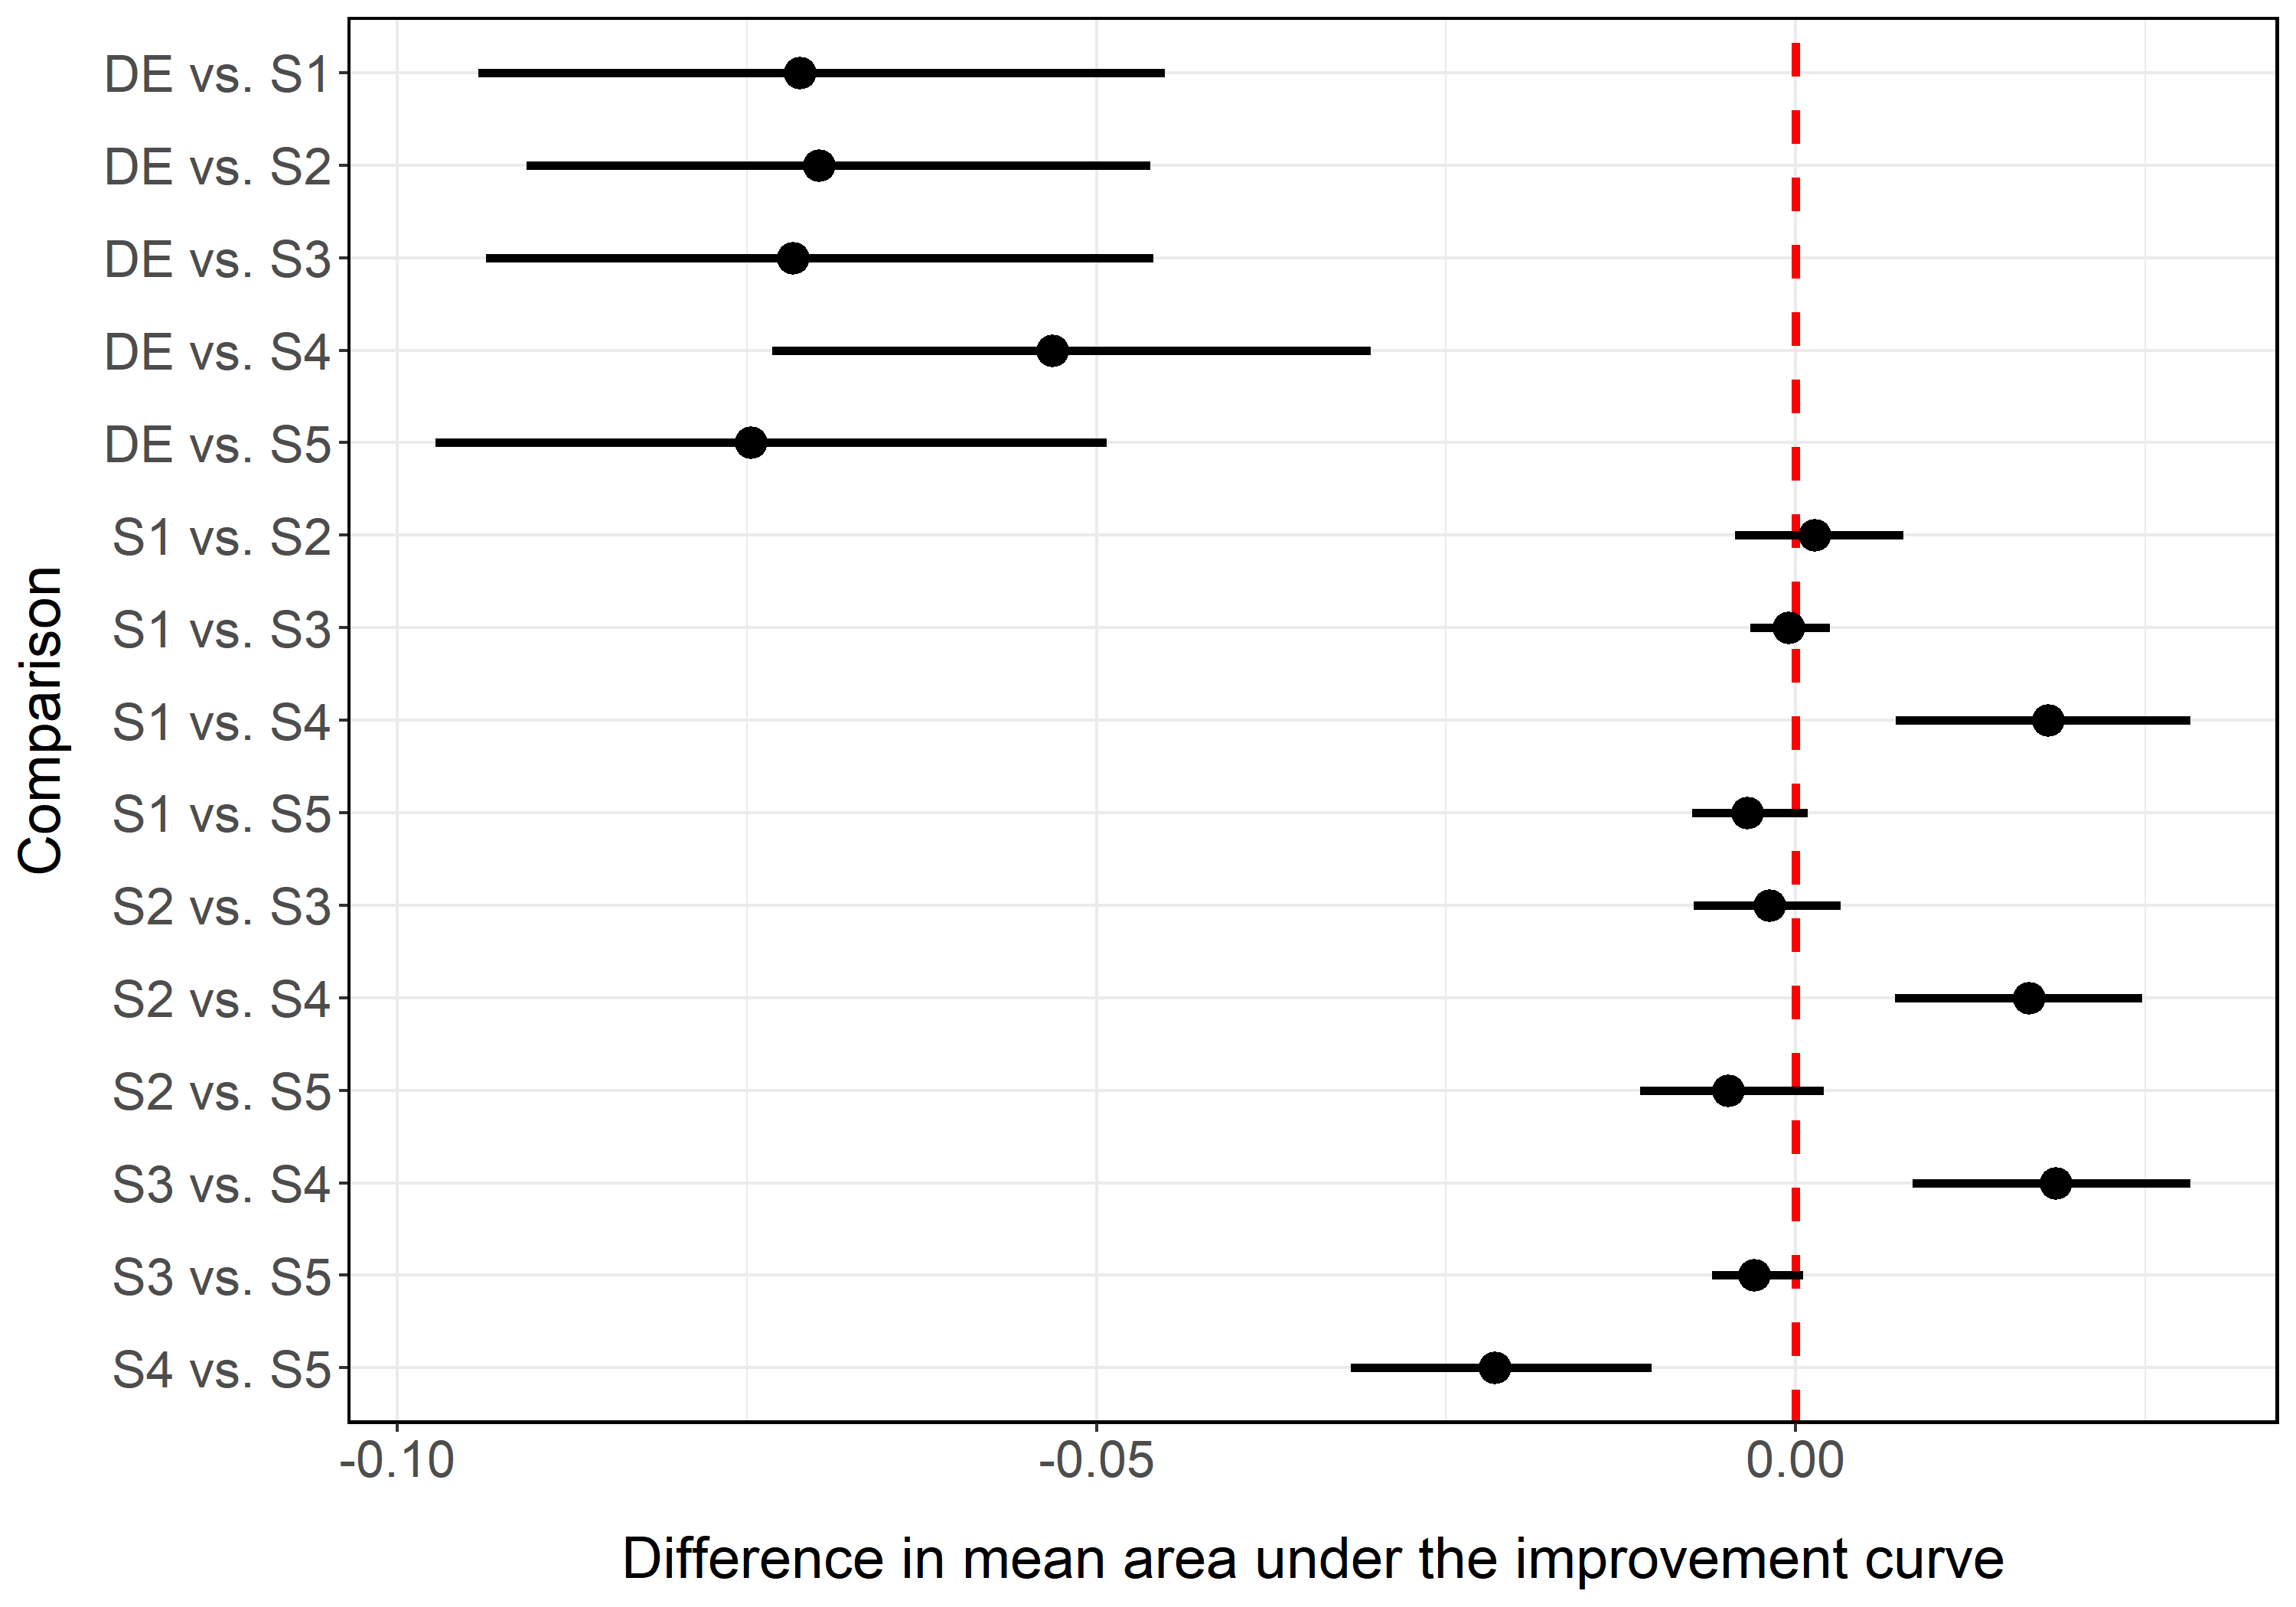 DE vs. S1
DE vs. S2
DE vs. S3
DE vs. S4
DE vs. S5
S1 vs. S2
S1 vs. S3
S1 vs. S4
S1 vs. S5
S2 vs. S3
S2 vs. S4
S2 vs. S5
S3 vs. S4
S3 vs. S5
S4 vs. S5
Comparison
-0.10 -0.05 0.00
Difference in mean area under the improvement curve